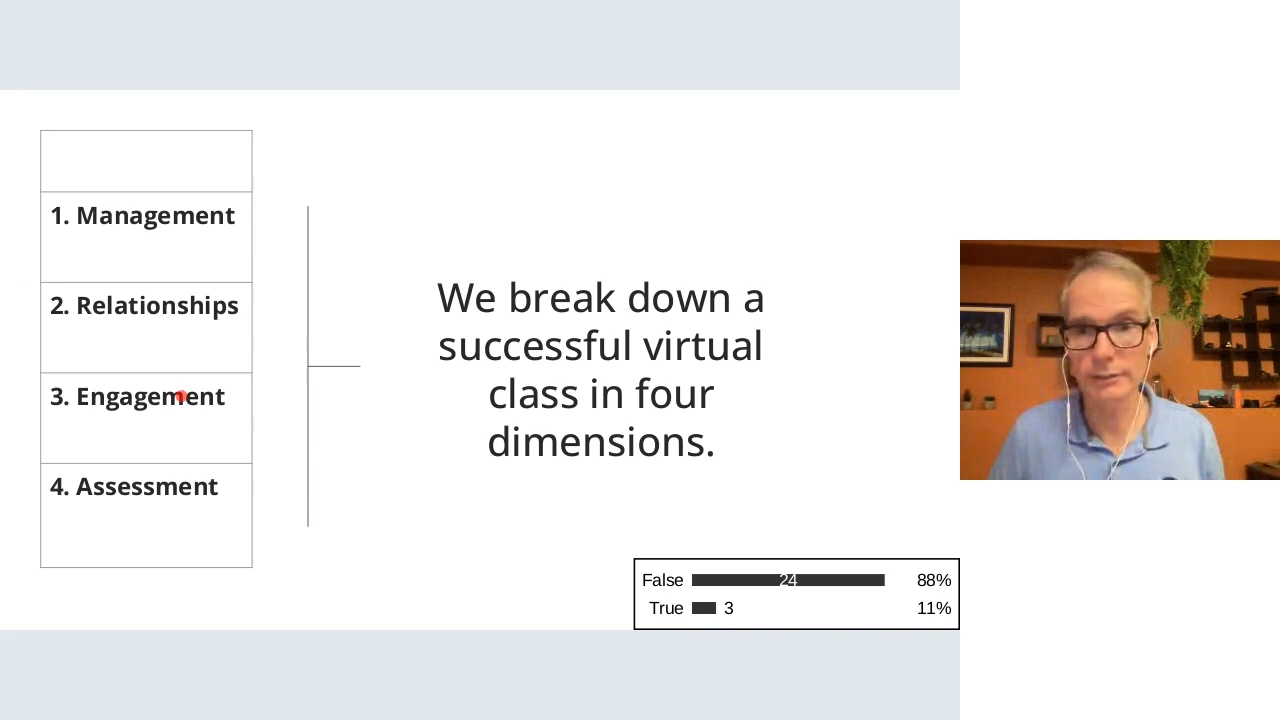 1. Management
2. Relationships
3. Engagement
4. Assessment
We break down a
successful virtual
class in four
dimensions.
False 24 88%
True 3 11%